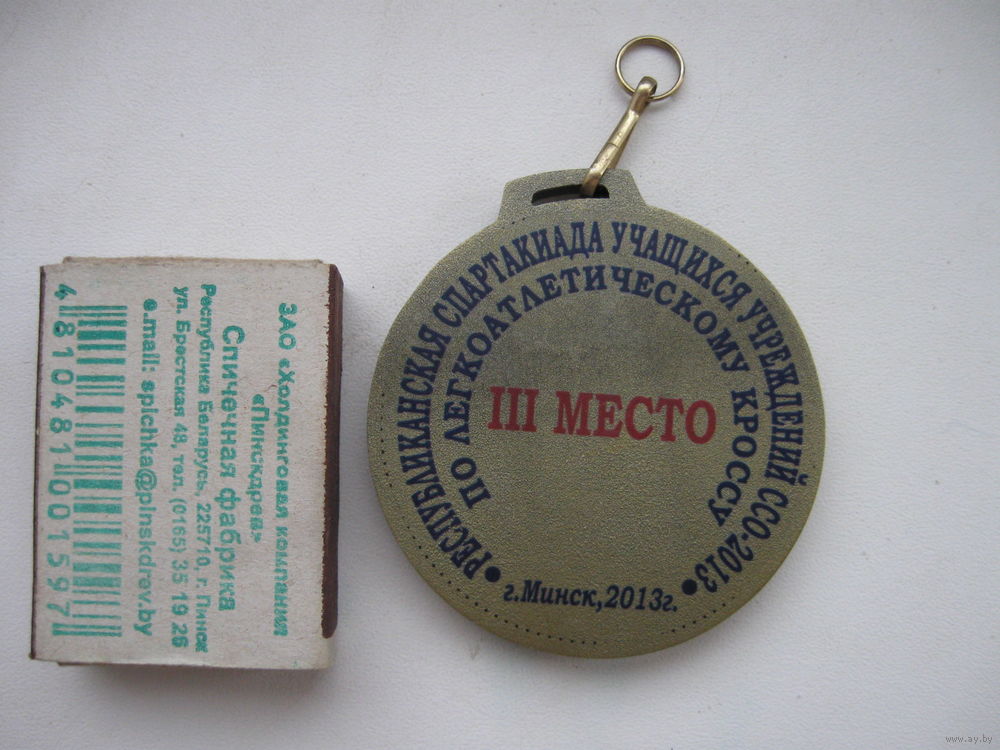 ЗАО «Холдинговая компания
«Пинскдрев»
Спичечная фабрика
Республика Беларусь, 225710, г. Пинск
ул. Брестская 48, тел. (0165) 35 19 26
e.mail: spichka@pinskdrev.by
4810481001597
РЕСПУБЛИКАНСКАЯ СПАРТАКИАДА УЧАЩИХСЯ УЧРЕЖДЕНИЙ ССО-2013
ПО ЛЕГКОАТЛЕТИЧЕСКОМУ КРОССУ
III МЕСТО
г.Минск,2013г.
www.ay.by